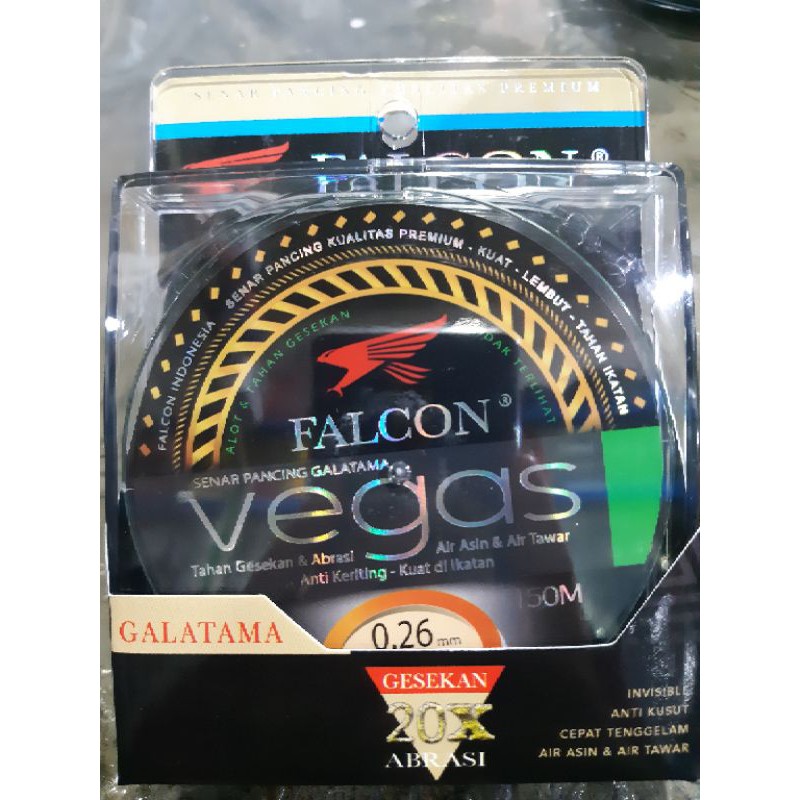 SENAR PANCING KUALITAS PREMIUM
FALCON®
FALCON INDONESIA
SENAR PANCING KUALITAS PREMIUM - KUAT - LEMBUT - TAHAN IKATAN
ALOT & TAHAN GESEKAN
DAK TERLIHAT
FALCON®
SENAR PANCING GALATAMA
vegas
Tahan Gesekan & Abrasi
Air Asin & Air Tawar
Anti Keriting - Kuat di Ikatan
150M
GALATAMA
0.26 mm
GESEKAN
20X
ABRASI
INVISIBLE
ANTI KUSUT
CEPAT TENGGELAM
AIR ASIN & AIR TAWAR